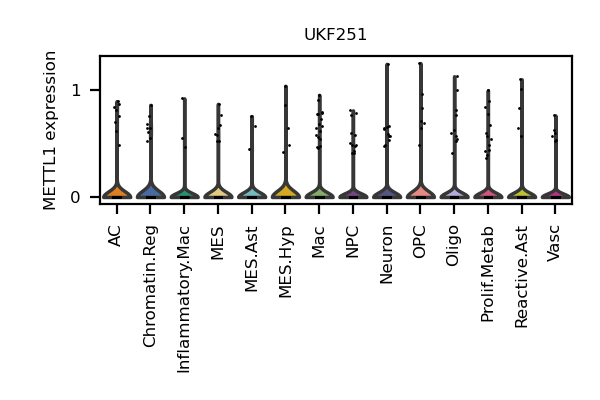 UKF251
METTL1 expression
1
0
AC
Chromatin.Reg
Inflammatory.Mac
MES
MES.Ast
MES.Hyp
Mac
NPC
Neuron
OPC
Oligo
Prolif.Metab
Reactive.Ast
Vasc